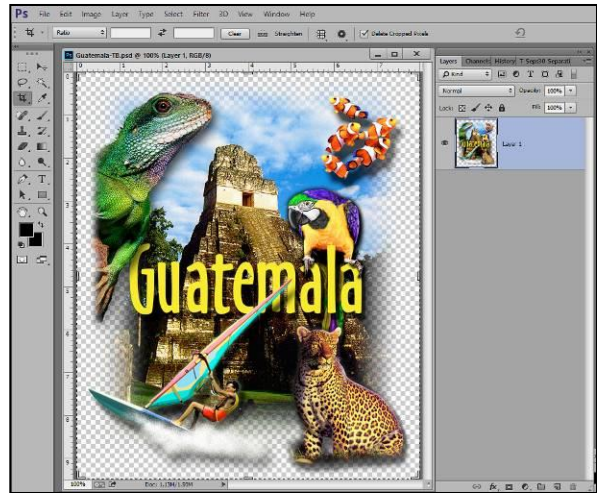 Ps File Edit Image Layer Type Select Filter 3D View Window Help
Ratio Clear Straighten Delete Cropped Pixels
Guatemala-TB.psd @ 100% (Layer 1, RGB/8)
Layers Channels History
Kind
Normal Opacity: 100%
Lock: Fill: 100%
Layer 1
Guatemala
100%